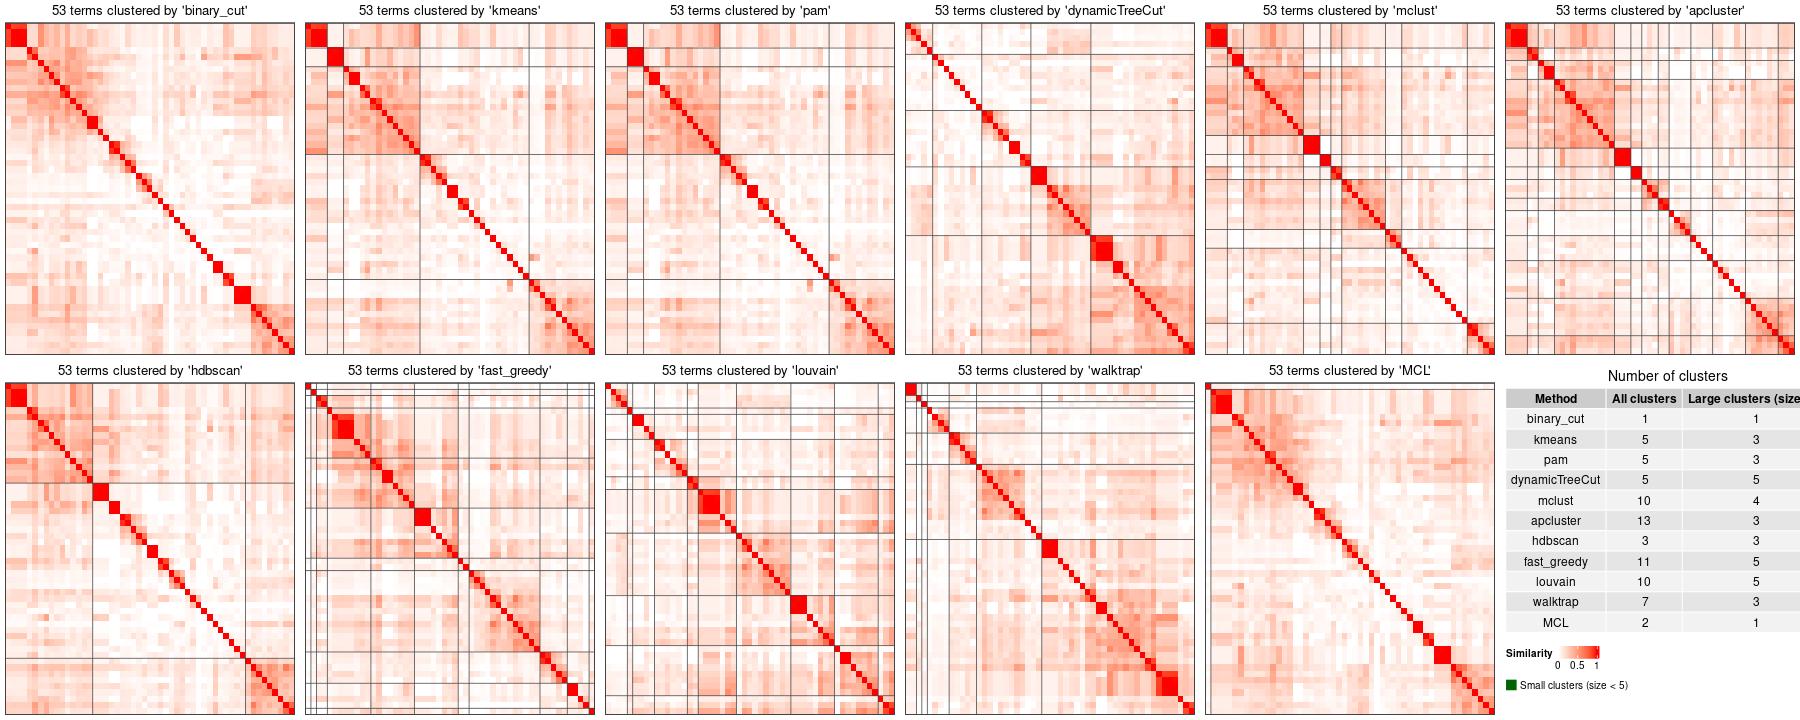 53 terms clustered by 'binary_cut'
53 terms clustered by 'kmeans'
53 terms clustered by 'pam'
53 terms clustered by 'dynamicTreeCut'
53 terms clustered by 'mclust'
53 terms clustered by 'apcluster'
53 terms clustered by 'hdbscan'
53 terms clustered by 'fast_greedy'
53 terms clustered by 'louvain'
53 terms clustered by 'walktrap'
53 terms clustered by 'MCL'
Number of clusters
Method All clusters Large clusters (size
binary_cut 1 1
kmeans 5 3
pam 5 3
dynamicTreeCut 5 5
mclust 10 4
apcluster 13 3
hdbscan 3 3
fast_greedy 11 5
louvain 10 5
walktrap 7 3
MCL 2 1
Similarity
0 0.5 1
Small clusters (size < 5)